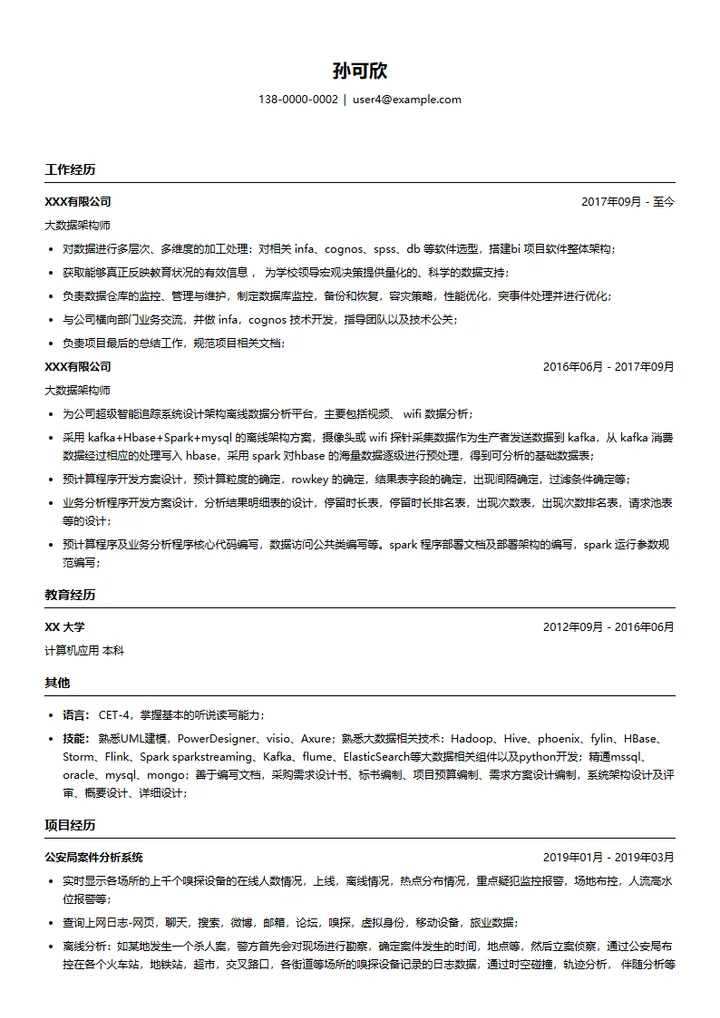 孙可欣
138-0000-0002 | user4@example.com
工作经历
XXX有限公司 2017年09月 - 至今
大数据架构师
• 对数据进行多层次、多维度的加工处理：对相关 infa、cognos、spss、db 等软件选型，搭建bi 项目软件整体架构；
• 获取能够真正反映教育状况的有效信息 ， 为学校领导宏观决策提供量化的、科学的数据支持；
• 负责数据仓库的监控、管理与维护，制定数据库监控，备份和恢复，容灾策略，性能优化，突事件处理并进行优化；
• 与公司横向部门业务交流，并做 infa，cognos 技术开发，指导团队以及技术公关；
• 负责项目最后的总结工作，规范项目相关文档；
XXX有限公司 2016年06月 - 2017年09月
大数据架构师
• 为公司超级智能追踪系统设计架构离线数据分析平台，主要包括视频、 wifi 数据分析；
• 采用 kafka+Hbase+Spark+mysql 的离线架构方案，摄像头或 wifi 探针采集数据作为生产者发送数据到 kafka，从 kafka 消费
数据经过相应的处理写入 hbase，采用 spark 对hbase 的海量数据逐级进行预处理，得到可分析的基础数据表；
• 预计算程序开发方案设计，预计算粒度的确定，rowkey 的确定，结果表字段的确定，出现间隔确定，过滤条件确定等；
• 业务分析程序开发方案设计，分析结果明细表的设计，停留时长表，停留时长排名表，出现次数表，出现次数排名表，请求池表
等的设计；
• 预计算程序及业务分析程序核心代码编写，数据访问公共类编写等。spark 程序部署文档及部署架构的编写，spark 运行参数规
范编写；
教育经历
XX 大学 2012年09月 - 2016年06月
计算机应用 本科
其他
• 语言： CET-4，掌握基本的听说读写能力；
• 技能： 熟悉UML建模，PowerDesigner、visio、Axure；熟悉大数据相关技术：Hadoop、Hive、phoenix、fylin、HBase、
Storm、Flink、Spark sparkstreaming、Kafka、flume、ElasticSearch等大数据相关组件以及python开发；精通mssql、
oracle、mysql、mongo；善于编写文档，采购需求设计书、标书编制、项目预算编制、需求方案设计编制，系统架构设计及评
审、概要设计、详细设计；
项目经历
公安局案件分析系统 2019年01月 - 2019年03月
• 实时显示各场所的上千个嗅探设备的在线人数情况，上线，离线情况，热点分布情况，重点疑犯监控报警，场地布控，人流高水
位报警等；
• 查询上网日志-网页，聊天，搜索，微博，邮箱，论坛，嗅探，虚拟身份，移动设备，旅业数据；
• 离线分析：如某地发生一个杀人案，警方首先会对现场进行勘察，确定案件发生的时间，地点等，然后立案侦察，通过公安局布
控在各个火车站，地铁站，超市，交叉路口，各街道等场所的嗅探设备记录的日志数据，通过时空碰撞，轨迹分析， 伴随分析等